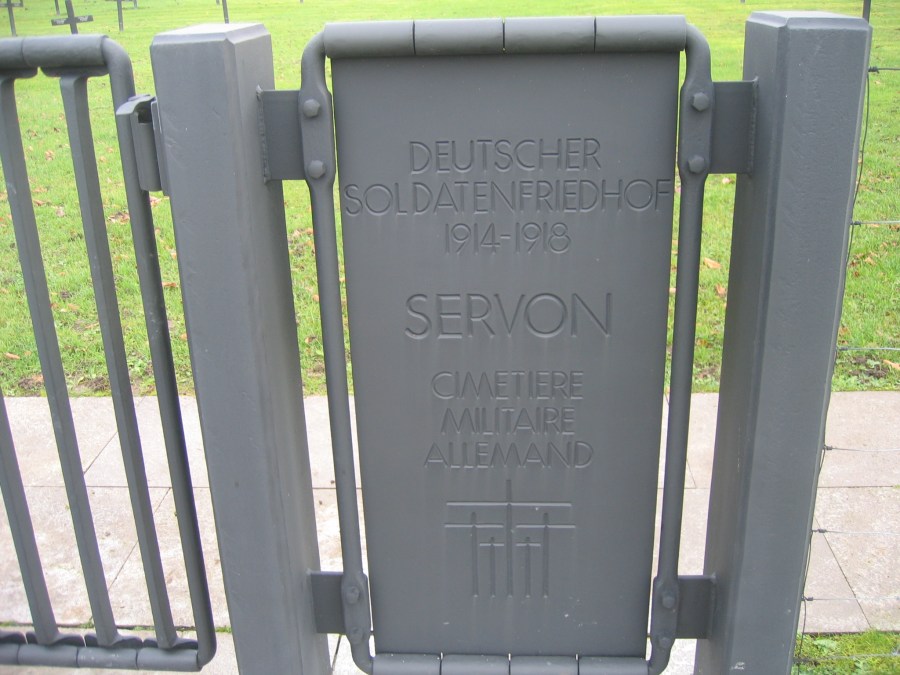 DEUTSCHER
SOLDATENFRIEDHOF
1914-1918
SERVON
CIMETIERE
MILITAIRE
ALLEMAND